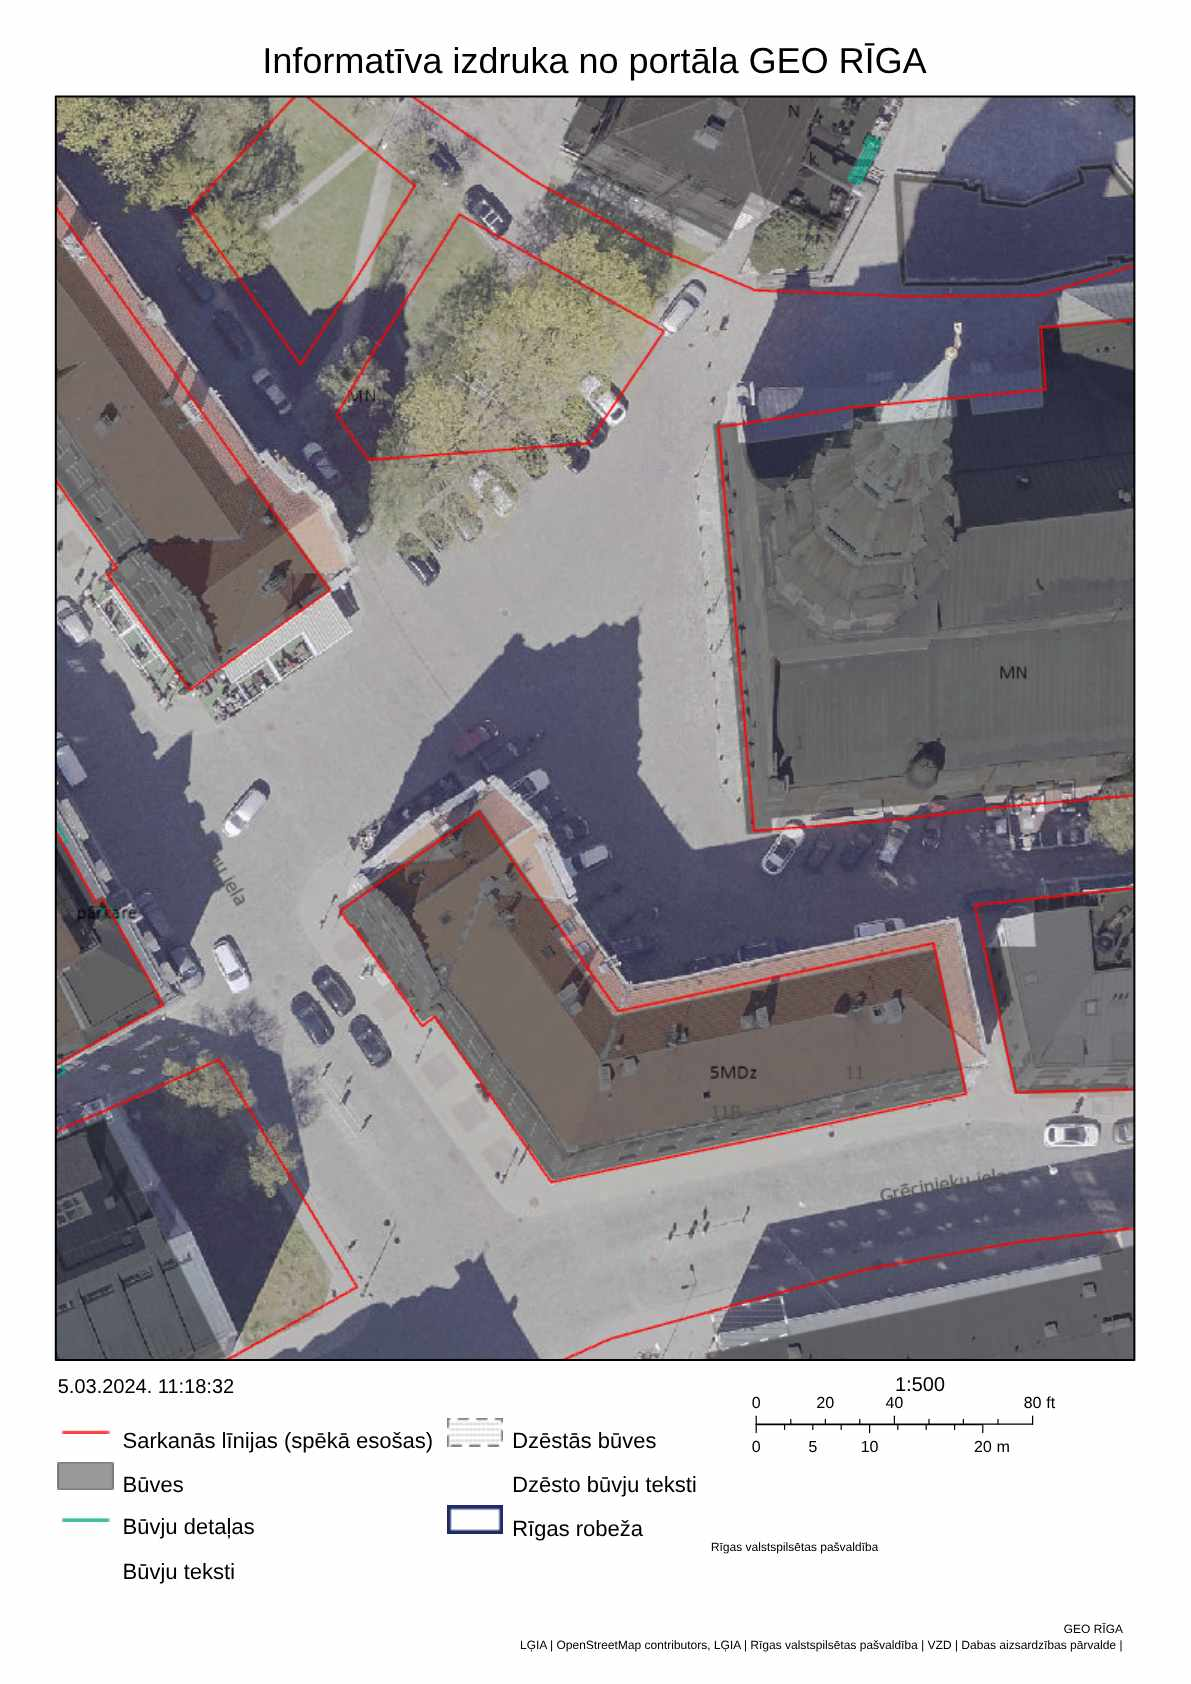 Informatīva izdruka no portāla GEO RĪGA
N
k
MN
MN
iela
pārkare
5MDz
11
11B
Grēcinieku iela
5.03.2024. 11:18:32
1:500
0 20 40 80 ft
0 5 10 20 m
Sarkanās līnijas (spēkā esošas)
Dzēstās būves
Būves
Dzēsto būvju teksti
Būvju detaļas
Rīgas robeža
Rīgas valstspilsētas pašvaldība
Būvju teksti
GEO RĪGA
LĢIA | OpenStreetMap contributors, LĢIA | Rīgas valstspilsētas pašvaldība | VZD | Dabas aizsardzības pārvalde |